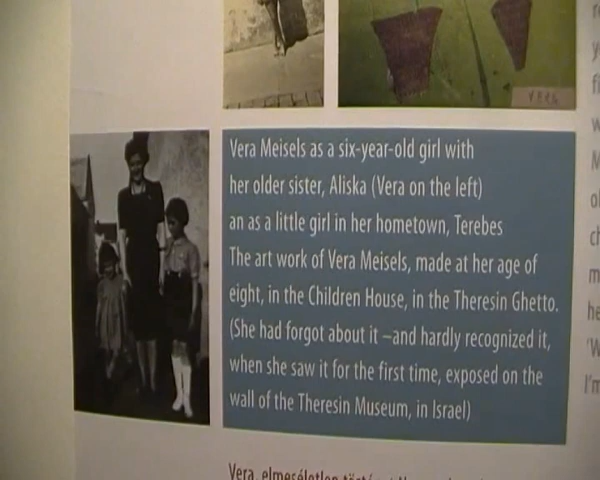 VERA
Vera Meisels as a six-year-old girl with
her older sister, Aliska (Vera on the left)
an as a little girl in her hometown, Terebes
The art work of Vera Meisels, made at her age of
eight, in the Children House, in the Theresin Ghetto.
(She had forgot about it –and hardly recognized it,
when she saw it for the first time, exposed on the
wall of the Theresin Museum, in Israel)
Vera, elmeséletlen